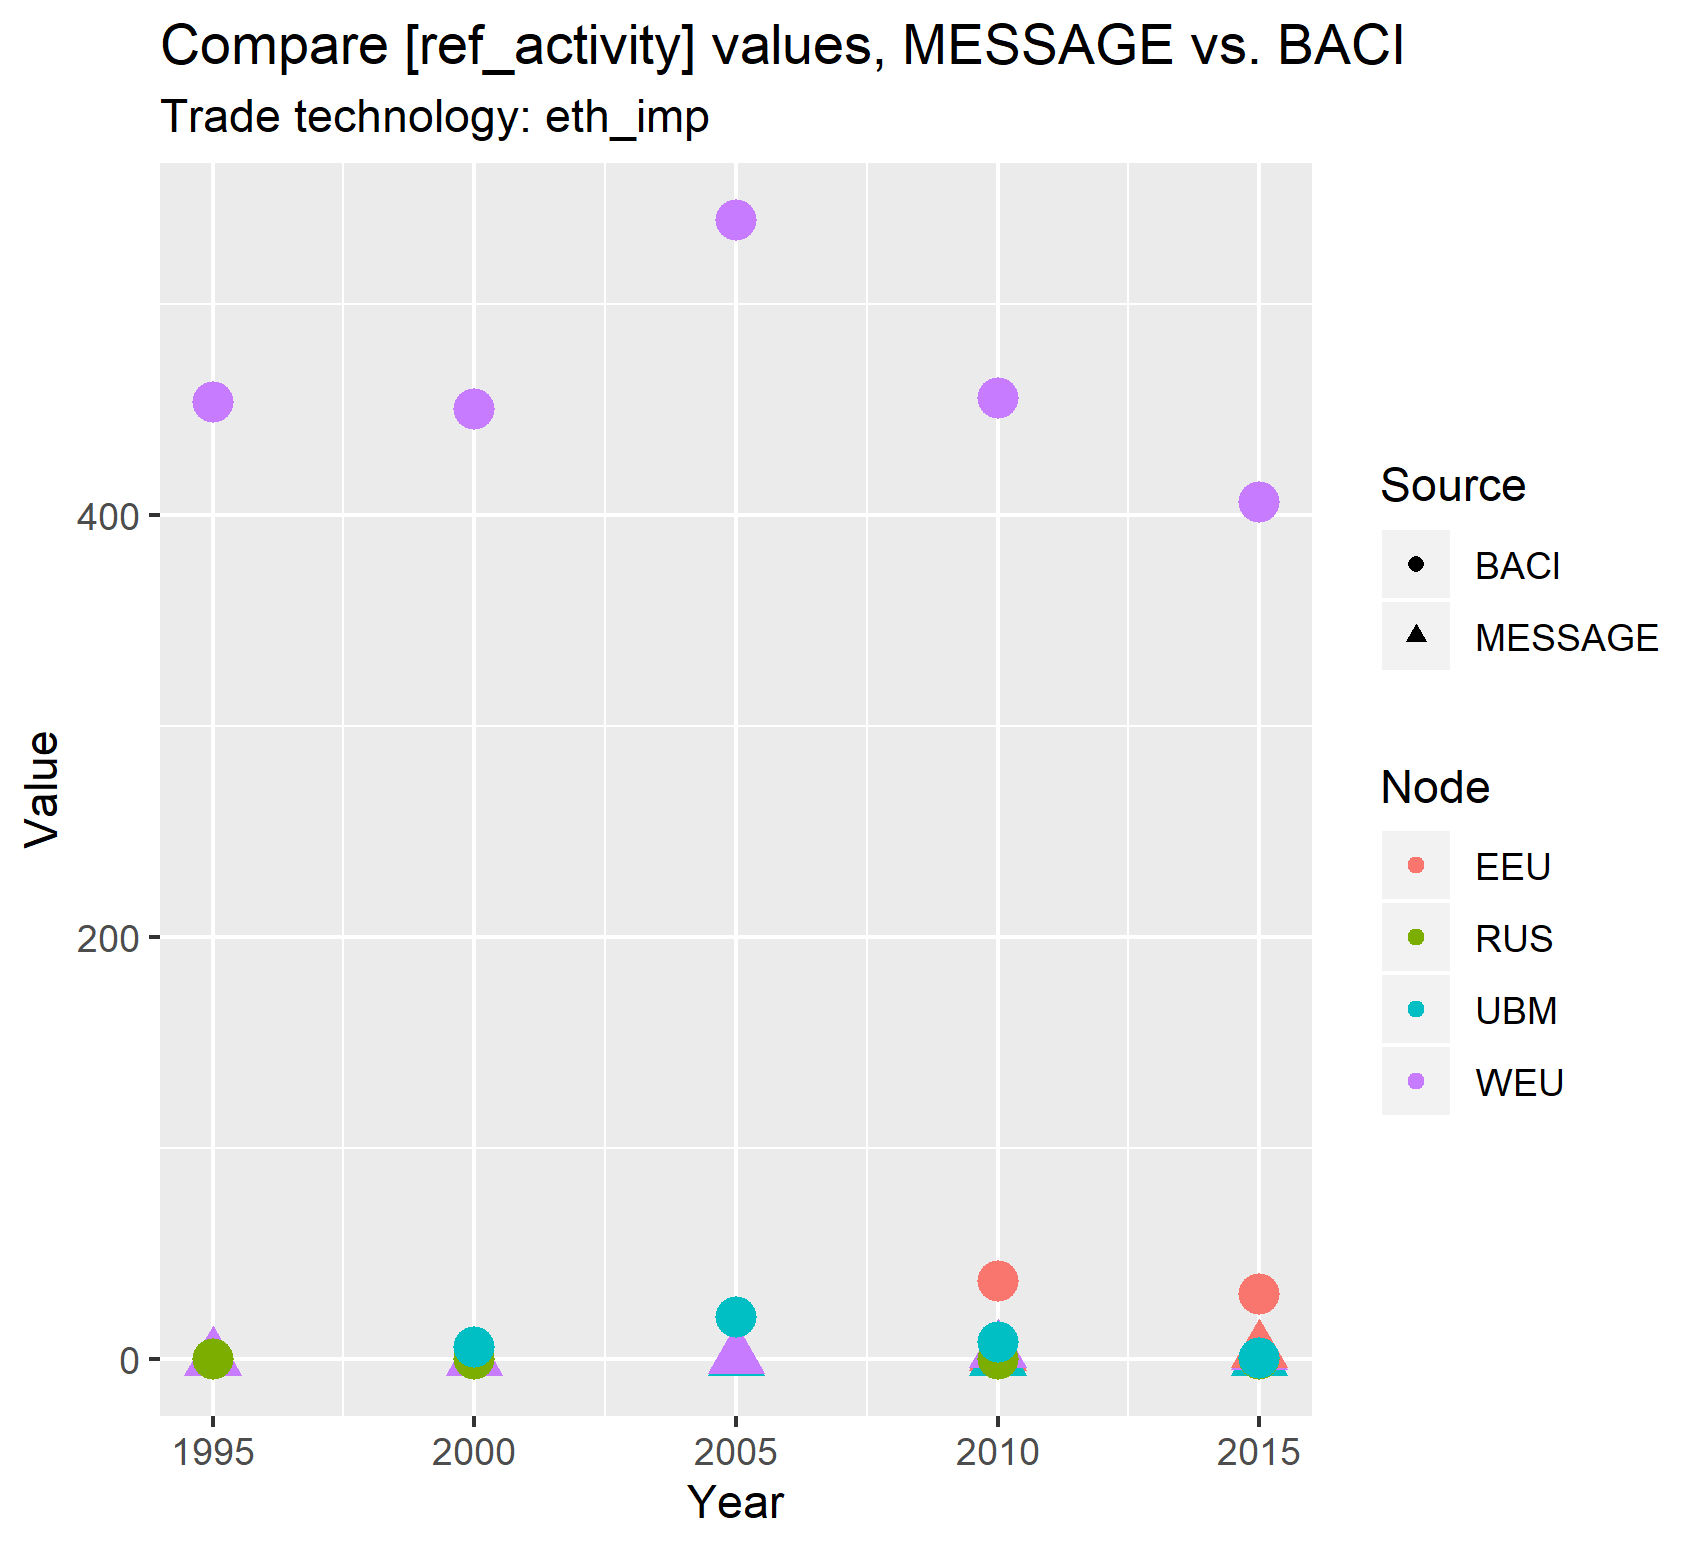 Compare [ref_activity] values, MESSAGE vs. BACI
Trade technology: eth_imp
Value
400
200
0
1995
2000
2005
2010
2015
Year
Source
BACI
MESSAGE
Node
EEU
RUS
UBM
WEU